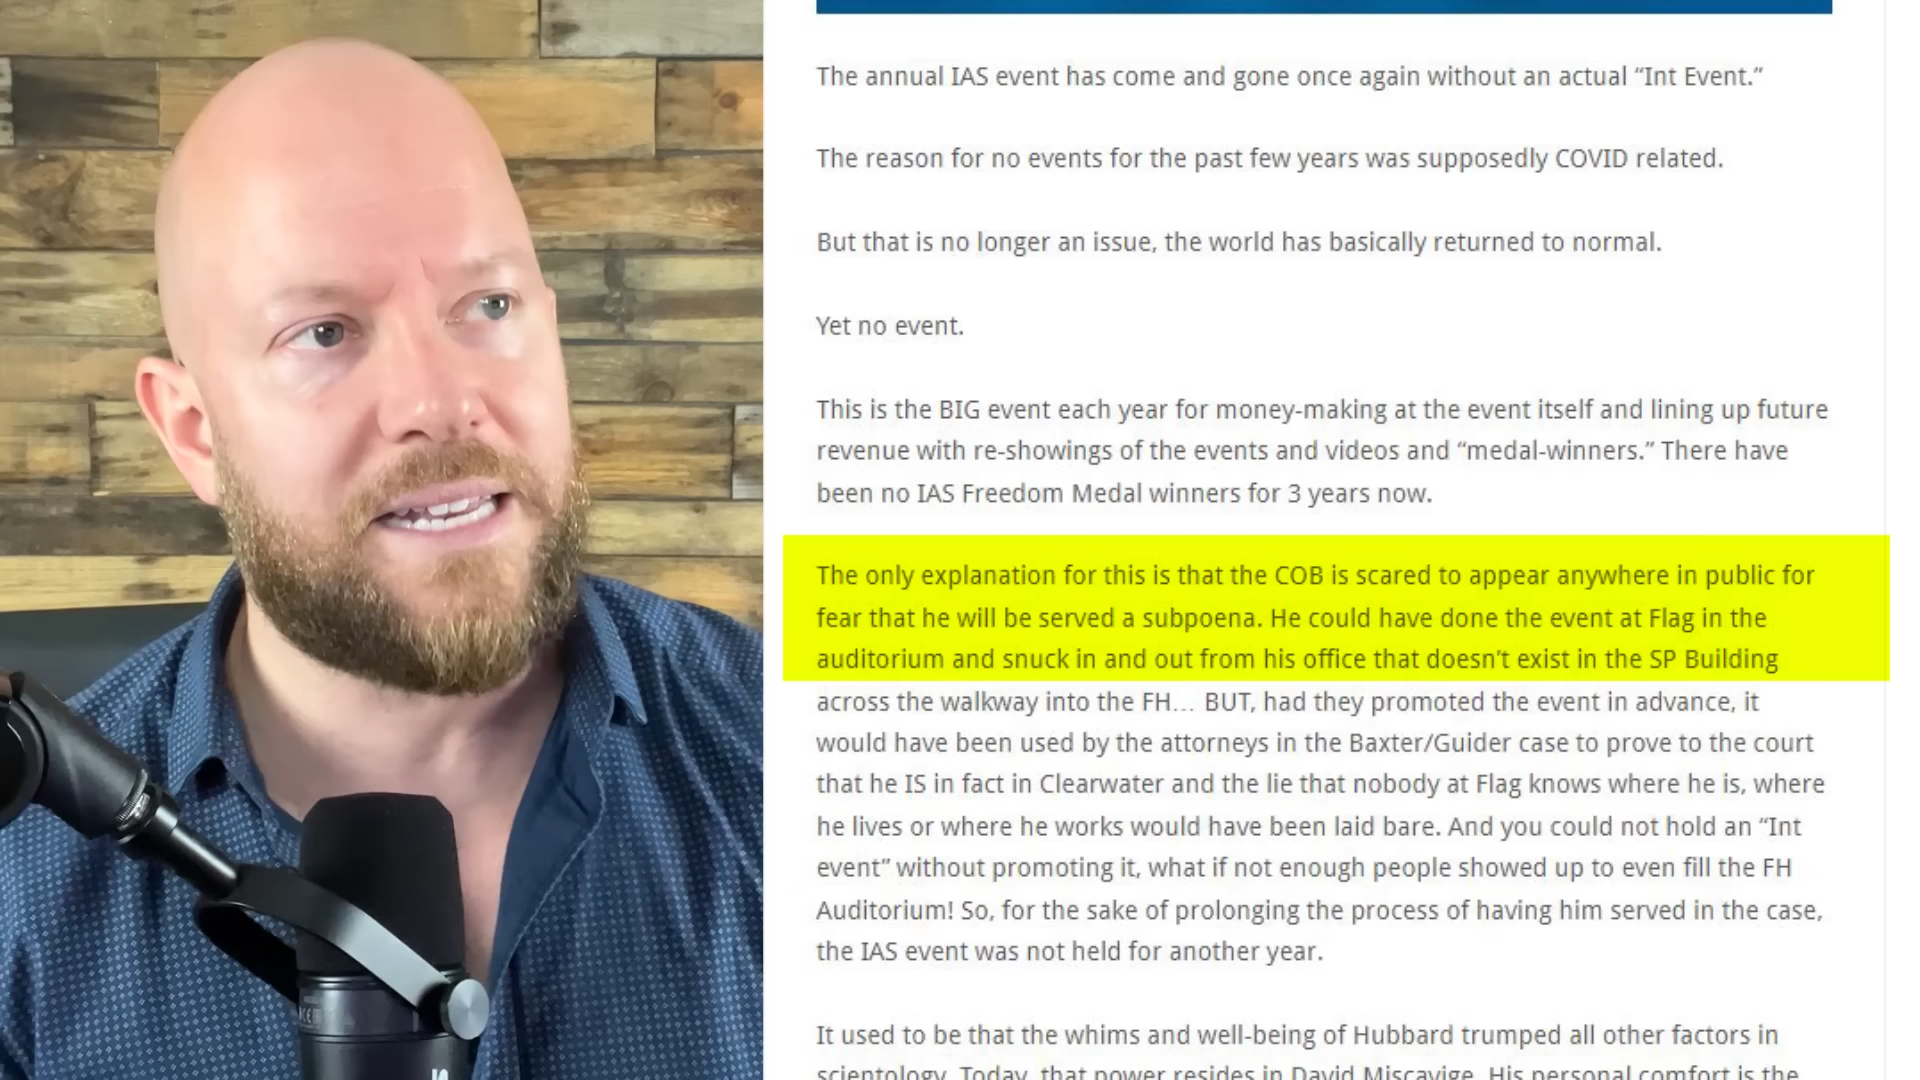 The annual IAS event has come and gone once again without an actual “Int Event.”
The reason for no events for the past few years was supposedly COVID related.
But that is no longer an issue, the world has basically returned to normal.
Yet no event.
This is the BIG event each year for money-making at the event itself and lining up future
revenue with re-showings of the events and videos and “medal-winners.” There have
been no IAS Freedom Medal winners for 3 years now.
The only explanation for this is that the COB is scared to appear anywhere in public for
fear that he will be served a subpoena. He could have done the event at Flag in the
auditorium and snuck in and out from his office that doesn’t exist in the SP Building
across the walkway into the FH… BUT, had they promoted the event in advance, it
would have been used by the attorneys in the Baxter/Guider case to prove to the court
that he IS in fact in Clearwater and the lie that nobody at Flag knows where he is, where
he lives or where he works would have been laid bare. And you could not hold an “Int
event” without promoting it, what if not enough people showed up to even fill the FH
Auditorium! So, for the sake of prolonging the process of having him served in the case,
the IAS event was not held for another year.
It used to be that the whims and well-being of Hubbard trumped all other factors in
scientology. Today, that power resides in David Miscavige. His personal comfort is the